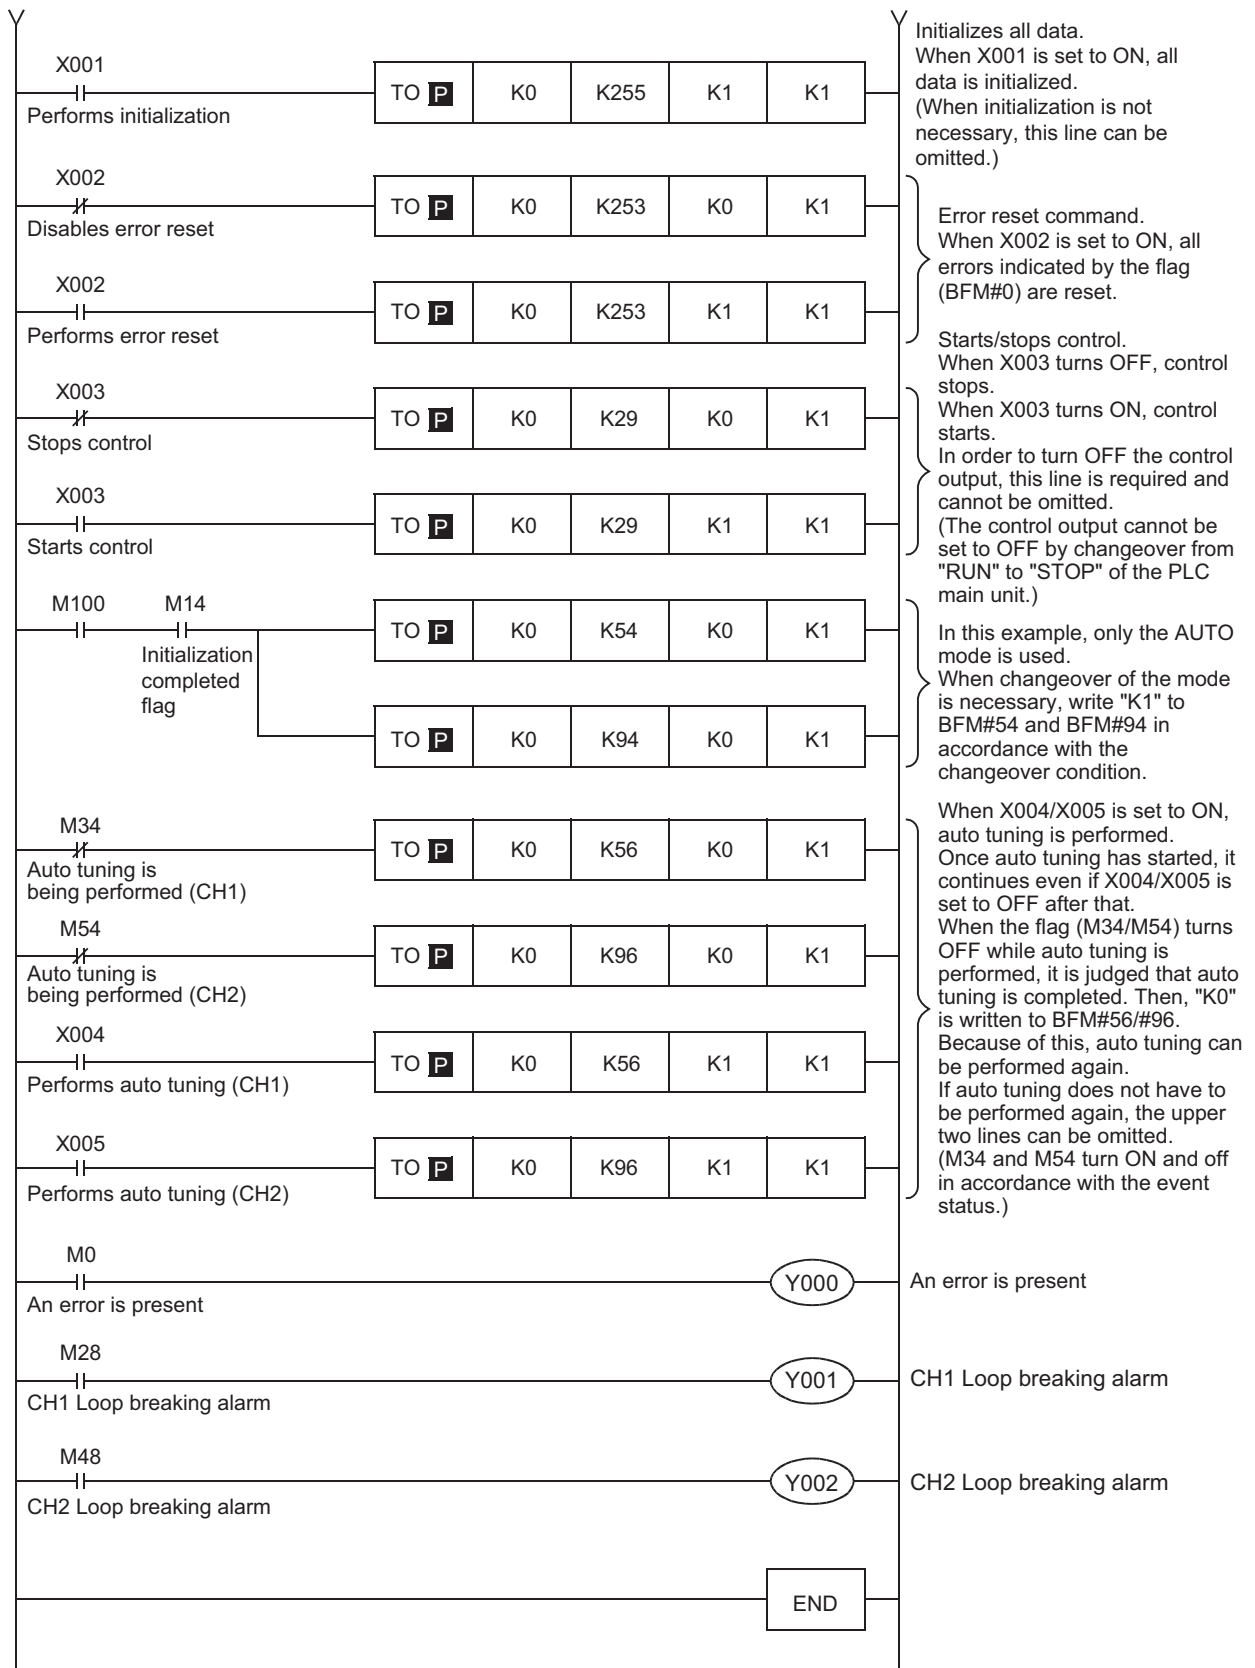 Initializes all data.
When X001 is set to ON, all
data is initialized.
(When initialization is not
necessary, this line can be
omitted.)
X001
Performs initialization
TO P K0 K255 K1 K1
X002
Disables error reset
TO P K0 K253 K0 K1
Error reset command.
When X002 is set to ON, all
errors indicated by the flag
(BFM#0) are reset.
X002
Performs error reset
TO P K0 K253 K1 K1
Starts/stops control.
When X003 turns OFF, control
stops.
When X003 turns ON, control
starts.
In order to turn OFF the control
output, this line is required and
cannot be omitted.
(The control output cannot be
set to OFF by changeover from
"RUN" to "STOP" of the PLC
main unit.)
X003
Stops control
TO P K0 K29 K0 K1
X003
Starts control
TO P K0 K29 K1 K1
M100 M14
Initialization
completed
flag
TO P K0 K54 K0 K1
TO P K0 K94 K0 K1
In this example, only the AUTO
mode is used.
When changeover of the mode
is necessary, write "K1" to
BFM#54 and BFM#94 in
accordance with the
changeover condition.
M34
Auto tuning is
being performed (CH1)
TO P K0 K56 K0 K1
M54
Auto tuning is
being performed (CH2)
TO P K0 K96 K0 K1
X004
Performs auto tuning (CH1)
TO P K0 K56 K1 K1
X005
Performs auto tuning (CH2)
TO P K0 K96 K1 K1
When X004/X005 is set to ON,
auto tuning is performed.
Once auto tuning has started, it
continues even if X004/X005 is
set to OFF after that.
When the flag (M34/M54) turns
OFF while auto tuning is
performed, it is judged that auto
tuning is completed. Then, "K0"
is written to BFM#56/#96.
Because of this, auto tuning can
be performed again.
If auto tuning does not have to
be performed again, the upper
two lines can be omitted.
(M34 and M54 turn ON and off
in accordance with the event
status.)
M0
An error is present
Y000
An error is present
M28
CH1 Loop breaking alarm
Y001
CH1 Loop breaking alarm
M48
CH2 Loop breaking alarm
Y002
CH2 Loop breaking alarm
END